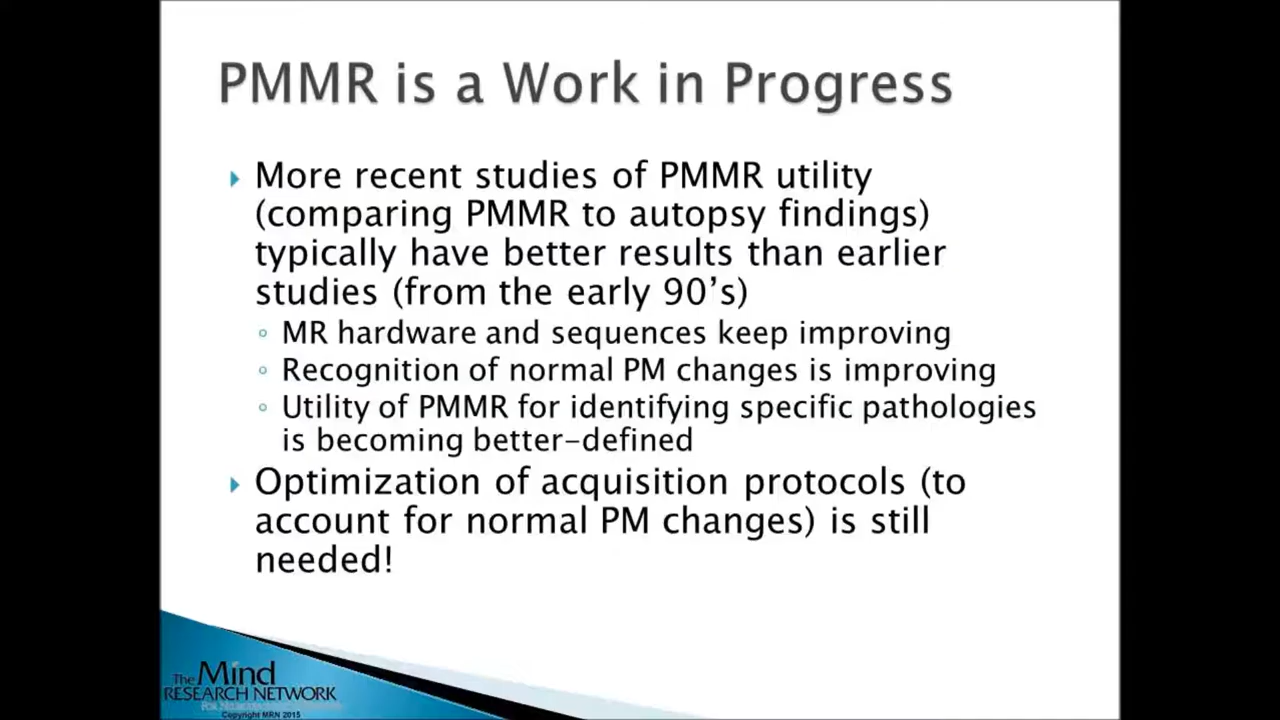 PMMR is a Work in Progress
More recent studies of PMMR utility
(comparing PMMR to autopsy findings)
typically have better results than earlier
studies (from the early 90’s)
MR hardware and sequences keep improving
Recognition of normal PM changes is improving
Utility of PMMR for identifying specific pathologies
is becoming better-defined
Optimization of acquisition protocols (to
account for normal PM changes) is still
needed!
The Mind
RESEARCH NETWORK
Copyright MRN 2015